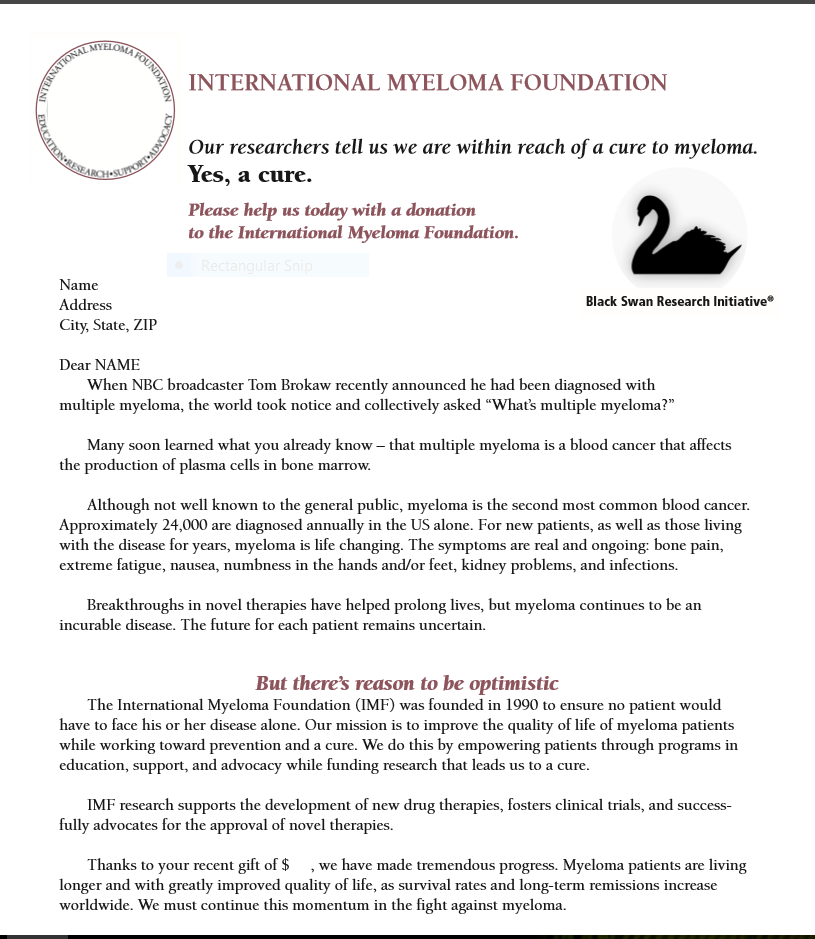 INTERNATIONAL MYELOMA FOUNDATION
EDUCATION•RESEARCH•SUPPORT•ADVOCACY
INTERNATIONAL MYELOMA FOUNDATION
Our researchers tell us we are within reach of a cure to myeloma.
Yes, a cure.
Please help us today with a donation
to the International Myeloma Foundation.
Rectangular Snip
Black Swan Research Initiative®
Name
Address
City, State, ZIP
Dear NAME
When NBC broadcaster Tom Brokaw recently announced he had been diagnosed with
multiple myeloma, the world took notice and collectively asked “What’s multiple myeloma?”
Many soon learned what you already know – that multiple myeloma is a blood cancer that affects
the production of plasma cells in bone marrow.
Although not well known to the general public, myeloma is the second most common blood cancer.
Approximately 24,000 are diagnosed annually in the US alone. For new patients, as well as those living
with the disease for years, myeloma is life changing. The symptoms are real and ongoing: bone pain,
extreme fatigue, nausea, numbness in the hands and/or feet, kidney problems, and infections.
Breakthroughs in novel therapies have helped prolong lives, but myeloma continues to be an
incurable disease. The future for each patient remains uncertain.
But there’s reason to be optimistic
The International Myeloma Foundation (IMF) was founded in 1990 to ensure no patient would
have to face his or her disease alone. Our mission is to improve the quality of life of myeloma patients
while working toward prevention and a cure. We do this by empowering patients through programs in
education, support, and advocacy while funding research that leads us to a cure.
IMF research supports the development of new drug therapies, fosters clinical trials, and success-
fully advocates for the approval of novel therapies.
Thanks to your recent gift of $ , we have made tremendous progress. Myeloma patients are living
longer and with greatly improved quality of life, as survival rates and long-term remissions increase
worldwide. We must continue this momentum in the fight against myeloma.